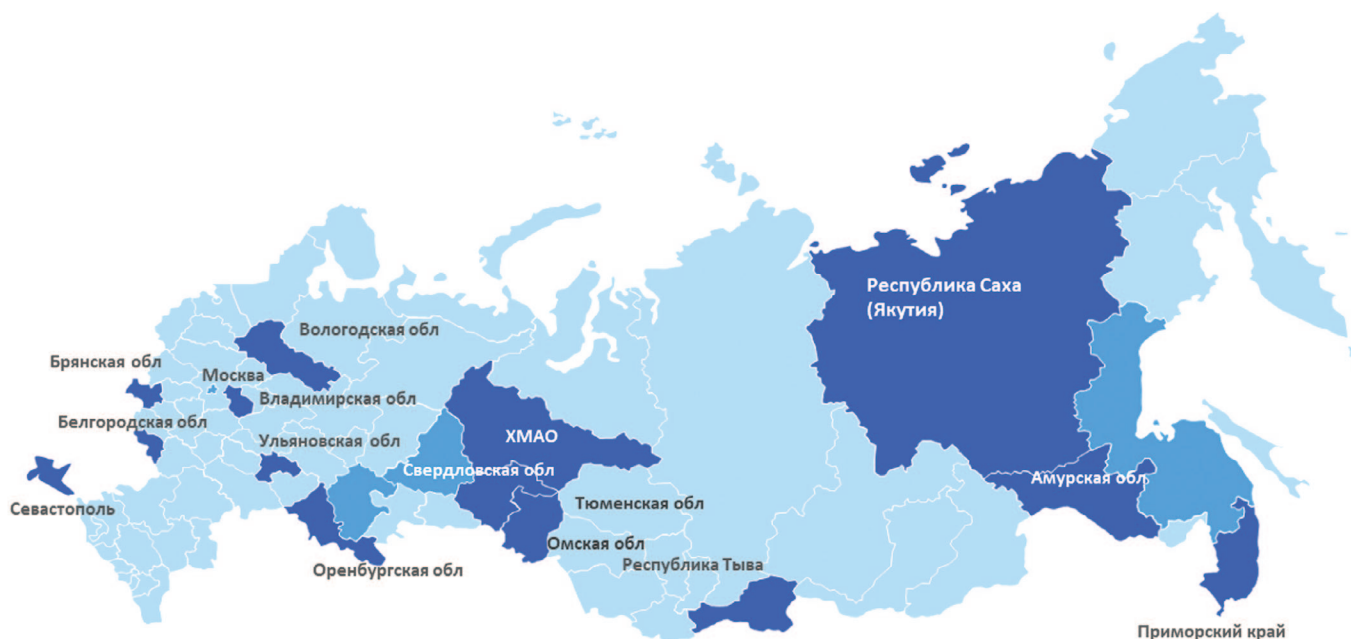 Республика Саха
(Якутия)
Вологодская обл
Брянская обл
Москва
Владимирская обл
Белгородская обл
Ульяновская обл
ХМАО
Свердловская обл
Амурская обл
Севастополь
Тюменская обл
Омская обл
Республика Тыва
Оренбургская обл
Приморский край